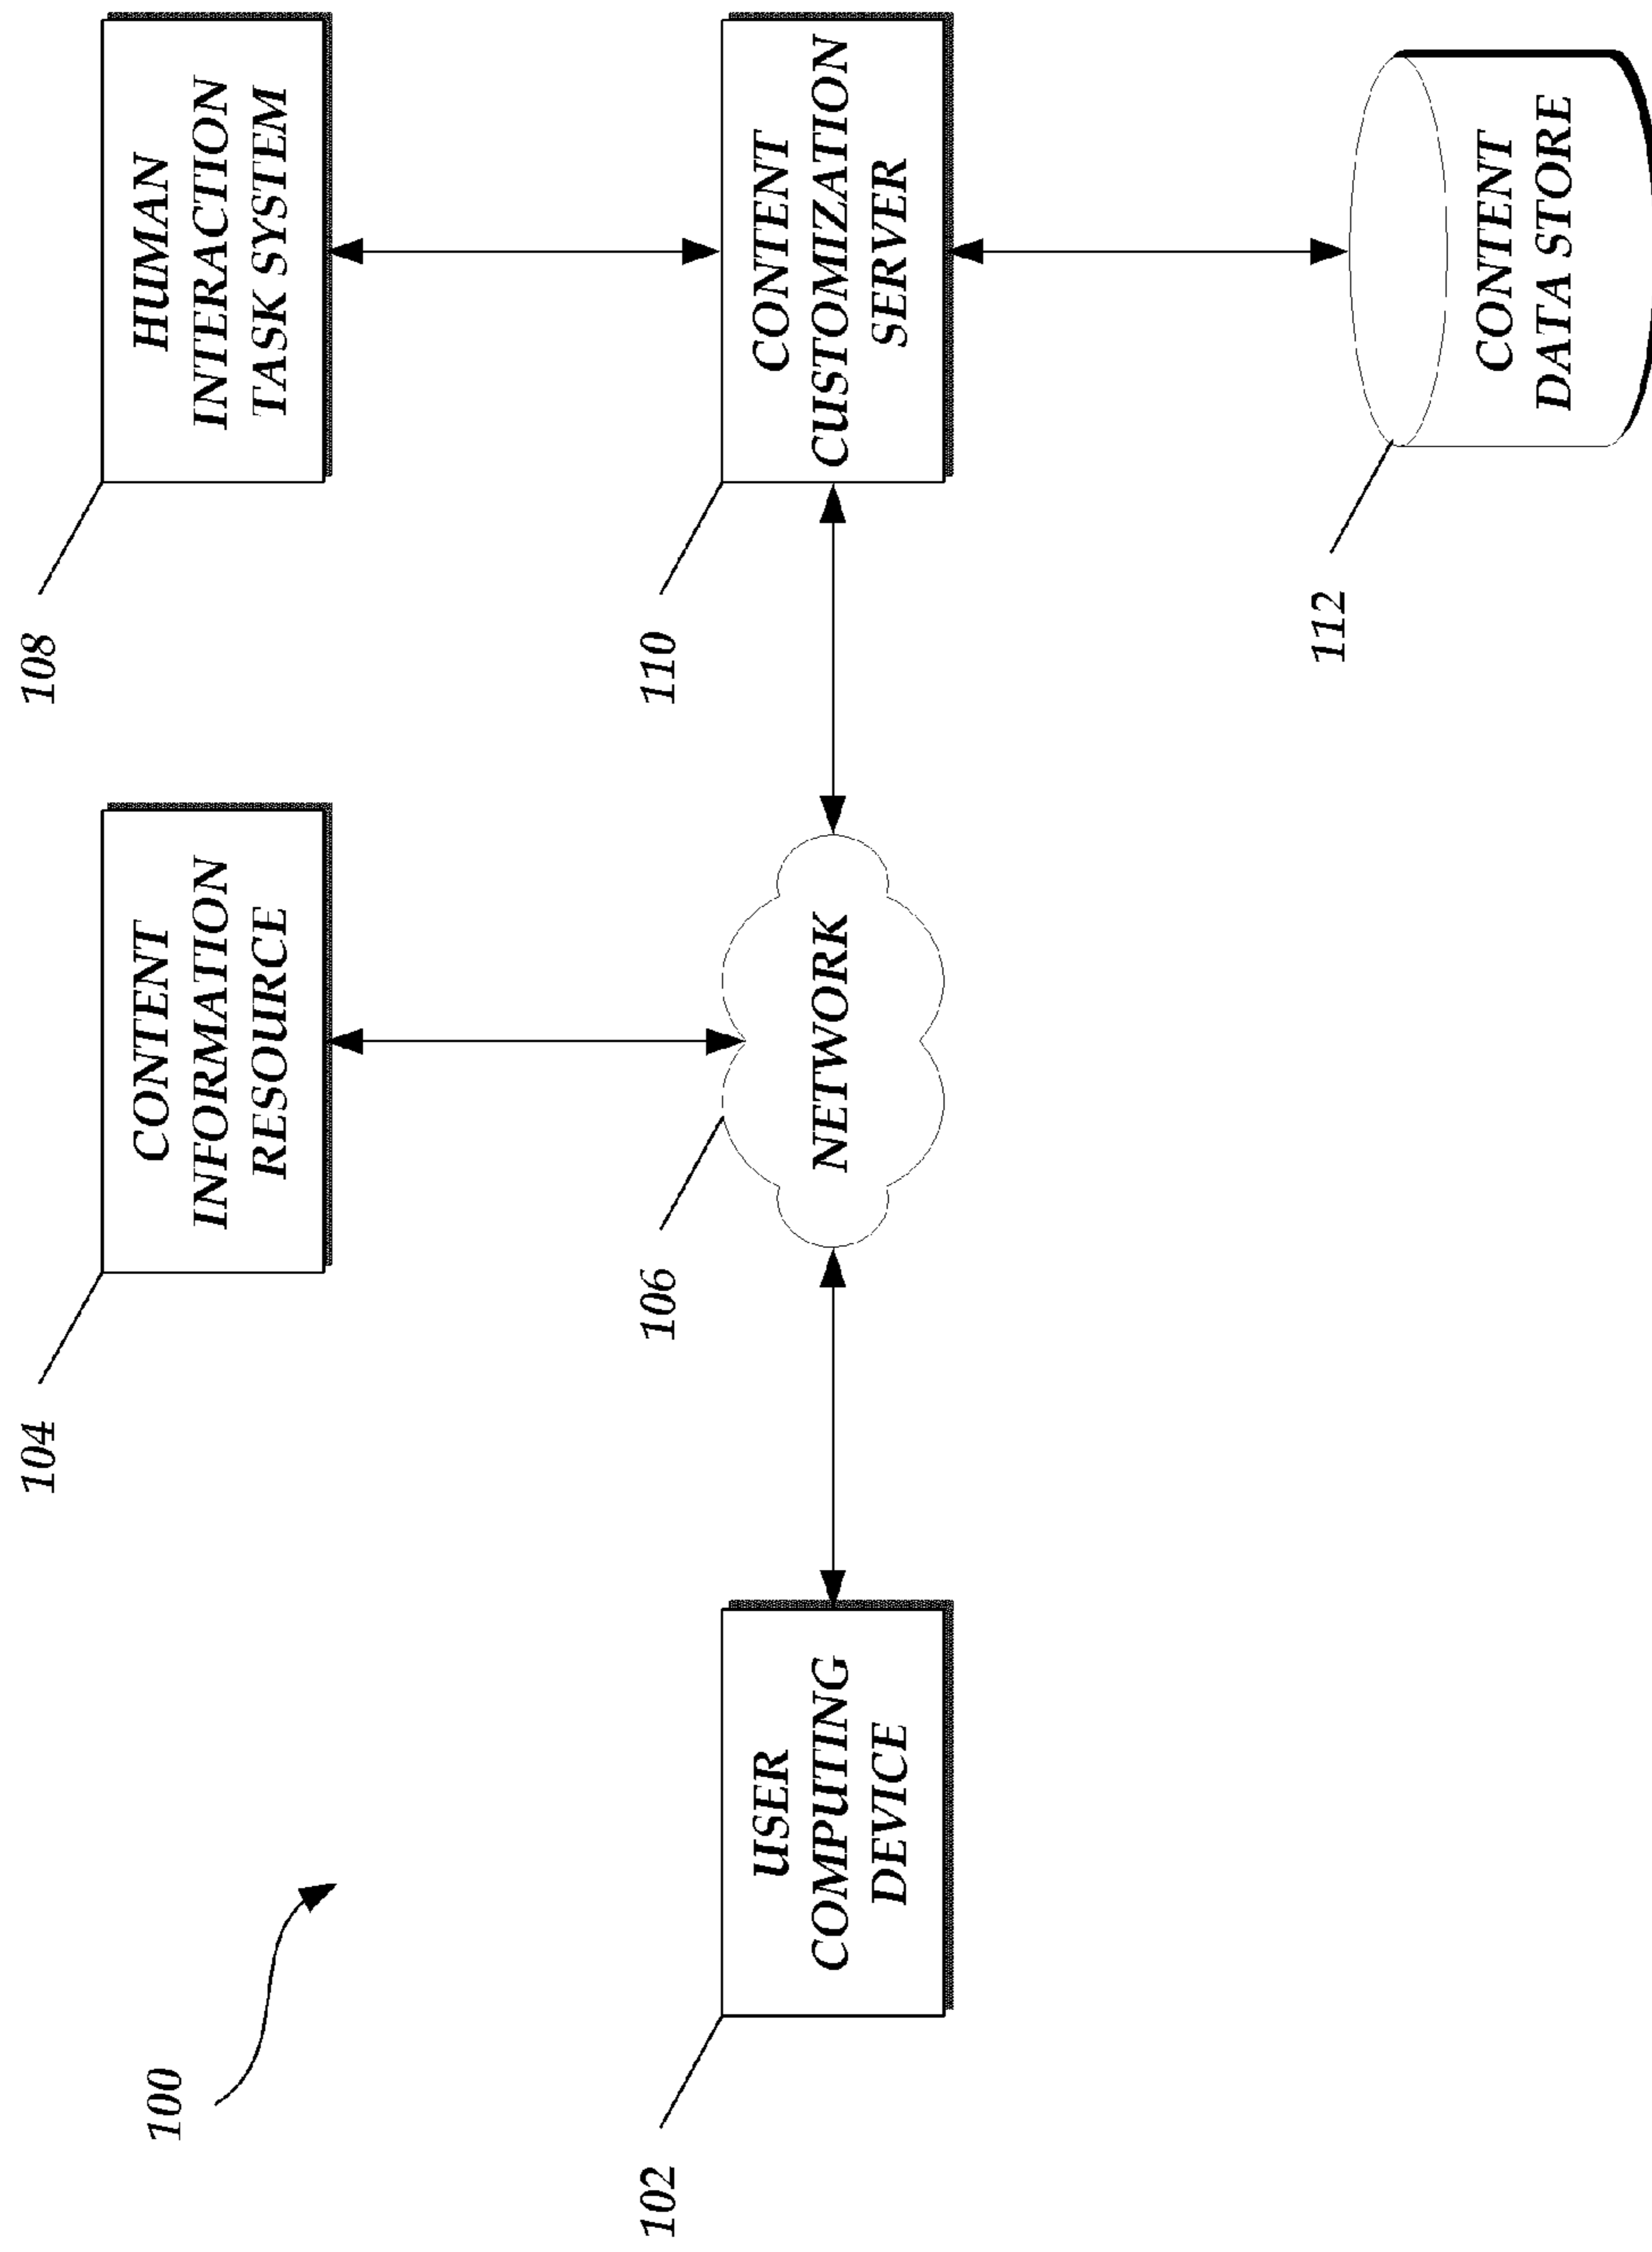 100
104
CONTENT
INFORMATION
RESOURCE
108
HUMAN
INTERACTION
TASK SYSTEM
102
USER
COMPUTING
DEVICE
106
NETWORK
110
CONTENT
CUSTOMIZATION
SERVER
112
CONTENT
DATA STORE